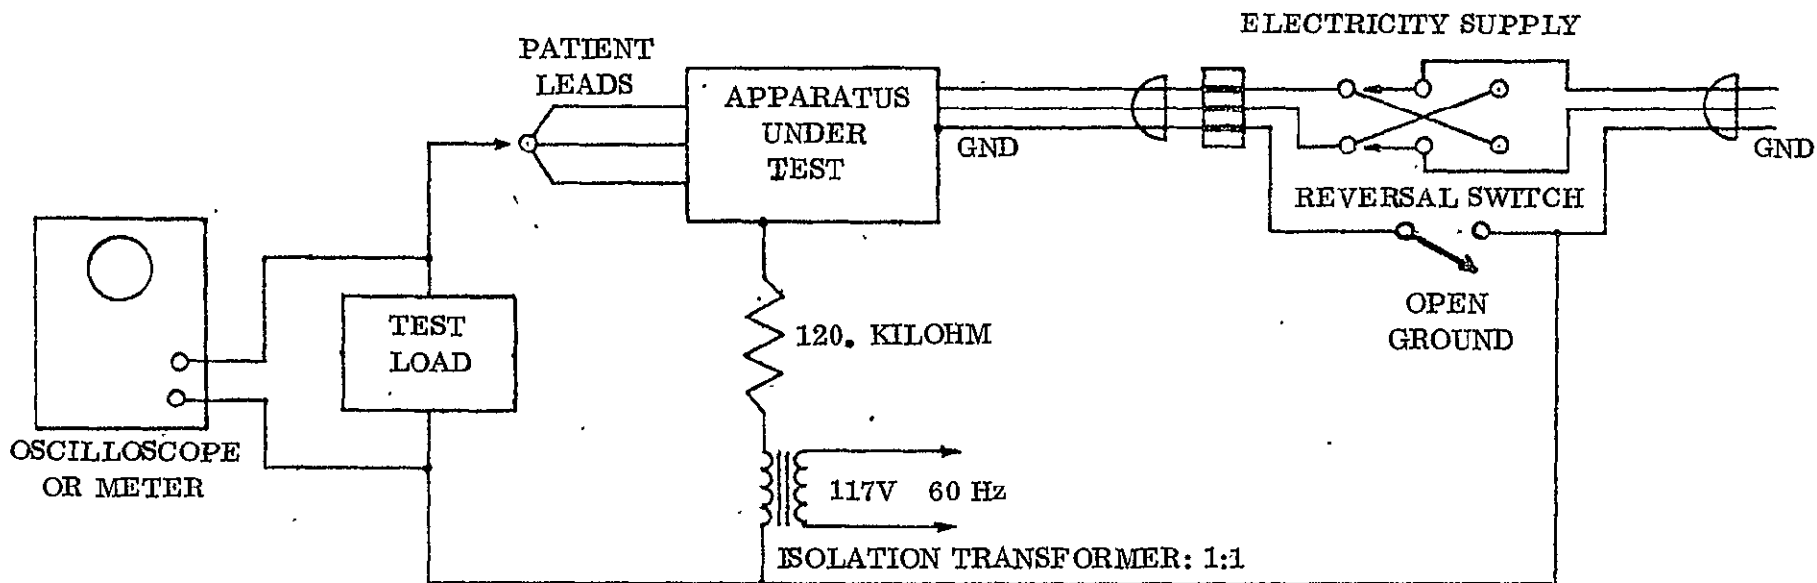 ELECTRICITY SUPPLY
PATIENT
LEADS
APPARATUS
UNDER
TEST
GND
GND
REVERSAL SWITCH
TEST
LOAD
120. KILOHM
OPEN
GROUND
OSCILLOSCOPE
OR METER
117V 60 Hz
ISOLATION TRANSFORMER: 1:1